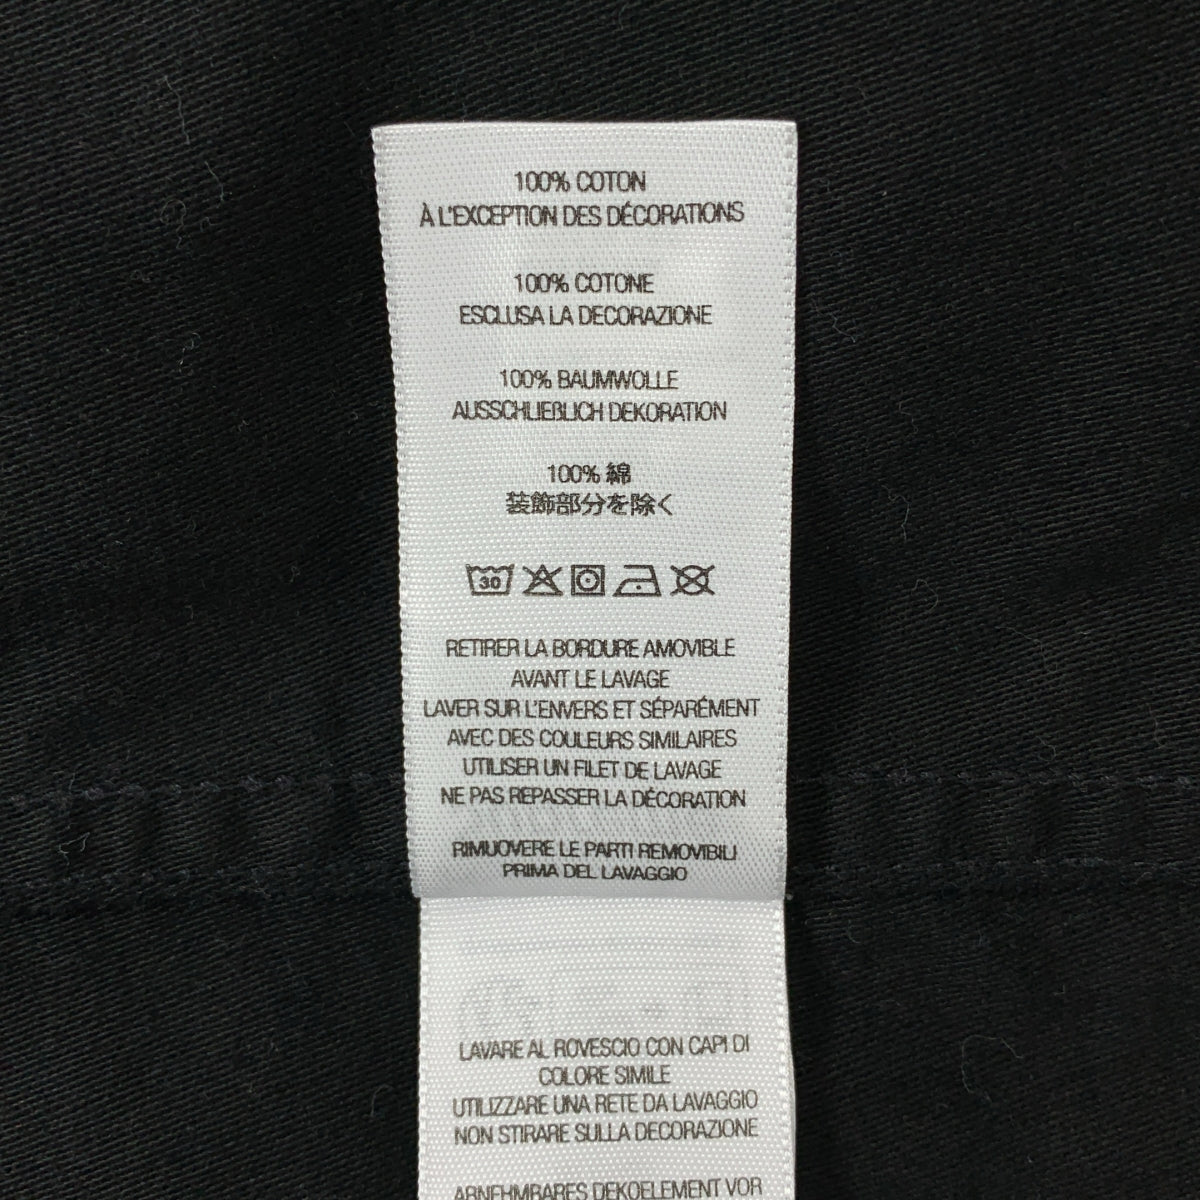 100% COTON
À L'EXCEPTION DES DÉCORATIONS
100% COTONE
ESCLUSA LA DECORAZIONE
100% BAUMWOLLE
AUSSCHLIEßLICH DEKORATION
100% 綿
装飾部分を除く
30
RETIRER LA BORDURE AMOVIBLE
AVANT LE LAVAGE
LAVER SUR L'ENVERS ET SÉPARÉMENT
AVEC DES COULEURS SIMILAIRES
UTILISER UN FILET DE LAVAGE
NE PAS REPASSER LA DÉCORATION
RIMUOVERE LE PARTI REMOVIBILI
PRIMA DEL LAVAGGIO
LAVARE AL ROVESCIO CON CAPI DI
COLORE SIMILE
UTILIZZARE UNA RETE DA LAVAGGIO
NON STIRARE SULLA DECORAZIONE
ABNEHMBARES DEKOELEMENT VOR